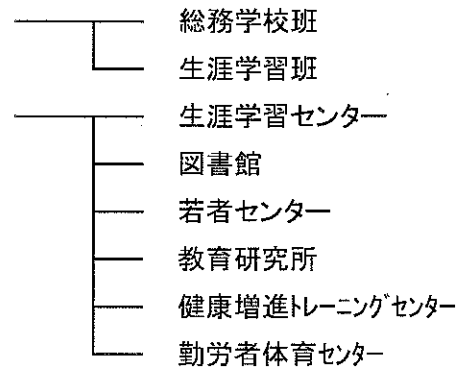 総務学校班
生涯学習班
生涯学習センター
図書館
若者センター
教育研究所
健康増進ﾄﾚｰﾆﾝｸﾞｾﾝﾀｰ
勤労者体育ｾﾝﾀｰ